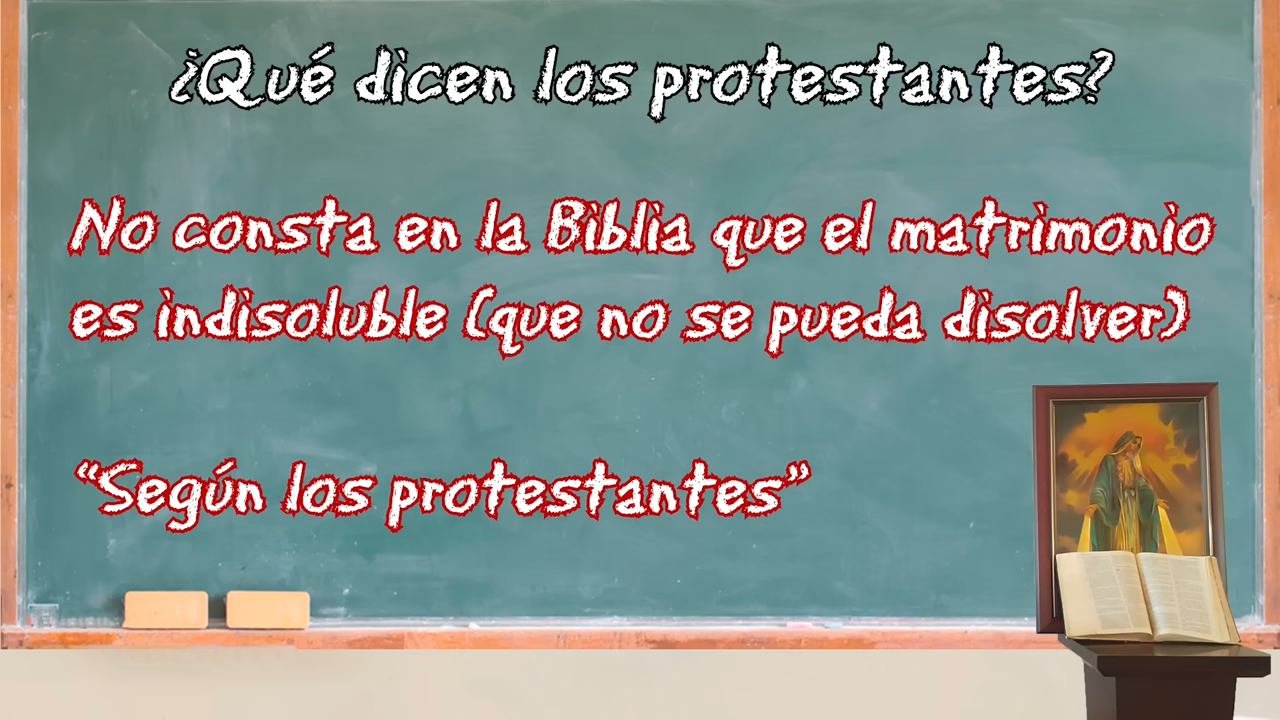 ¿Qué dicen los protestantes?
No consta en la Biblia que el matrimonio
es indisoluble (que no se pueda disolver)
“Según los protestantes”